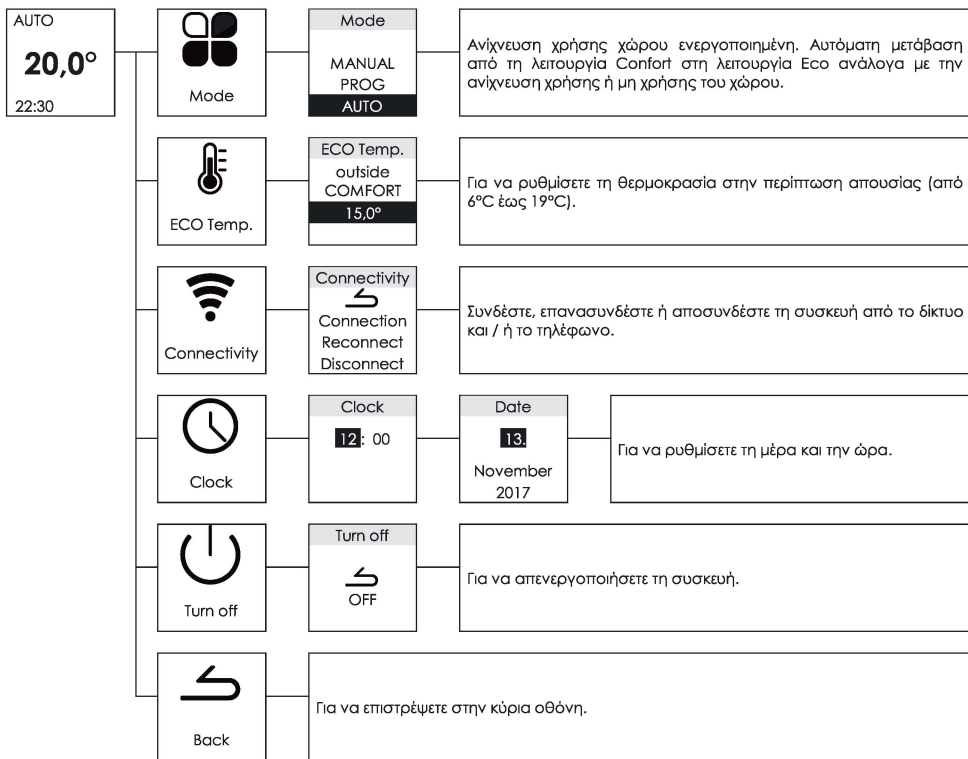 AUTO
20,0°
22:30
Mode
Mode
MANUAL
PROG
AUTO
Ανίχνευση χρήσης χώρου ενεργοποιημένη. Αυτόματη μετάβαση
από τη λειτουργία Confort στη λειτουργία Eco ανάλογα με την
ανίχνευση χρήσης ή μη χρήσης του χώρου.
ECO Temp.
ECO Temp.
outside
COMFORT
15,0°
Για να ρυθμίσετε τη θερμοκρασία στην περίπτωση απουσίας (από
6°C έως 19°C).
Connectivity
Connectivity
Connection
Reconnect
Disconnect
Συνδέστε, επανασυνδέστε ή αποσυνδέστε τη συσκευή από το δίκτυο
και / ή το τηλέφωνο.
Clock
Clock
12 : 00
Date
13.
November
2017
Για να ρυθμίσετε τη μέρα και την ώρα.
Turn off
Turn off
OFF
Για να απενεργοποιήσετε τη συσκευή.
Back
Για να επιστρέψετε στην κύρια οθόνη.